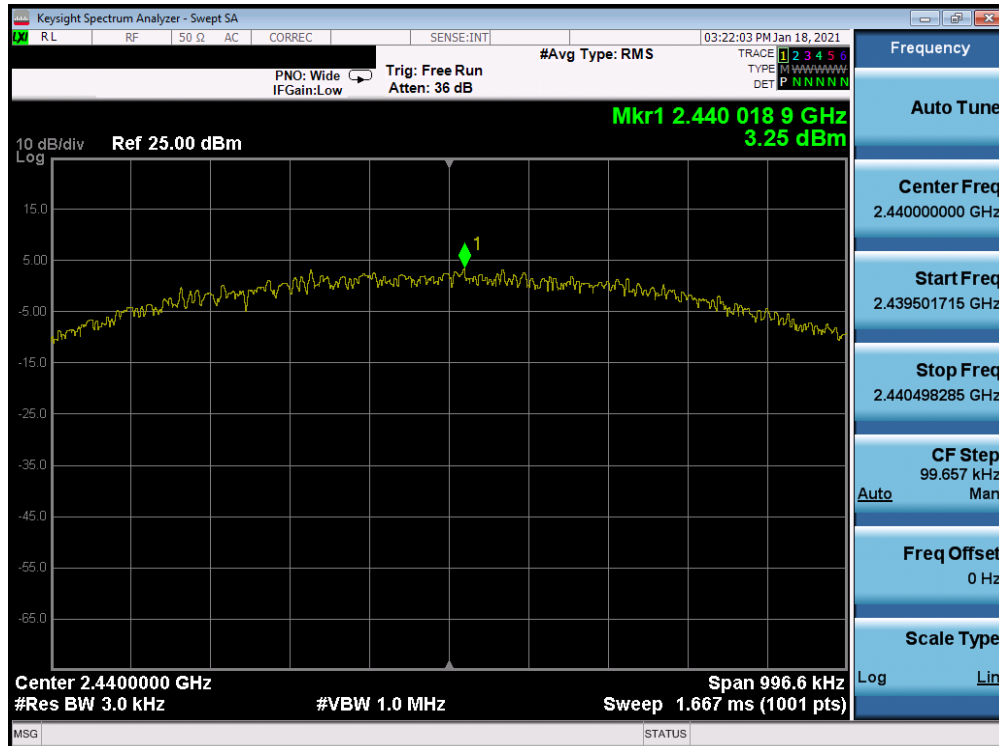 Keysight Spectrum Analyzer - Swept SA
LXI RL RF 50 Ω AC CORREC SENSE:INT 03:22:03 PM Jan 18, 2021
#Avg Type: RMS TRACE 1 2 3 4 5 6
PNO: Wide Trig: Free Run TYPE M WWWWW
IFGain:Low Atten: 36 dB DET P N N N N N
Mkr1 2.440 018 9 GHz
3.25 dBm
10 dB/div Ref 25.00 dBm
Log
1
15.0
5.00
-5.00
-15.0
-25.0
-35.0
-45.0
-55.0
-65.0
Center 2.4400000 GHz Span 996.6 kHz
#Res BW 3.0 kHz #VBW 1.0 MHz Sweep 1.667 ms (1001 pts)
MSG STATUS
Frequency
Auto Tune
Center Freq
2.440000000 GHz
Start Freq
2.439501715 GHz
Stop Freq
2.440498285 GHz
CF Step
99.657 kHz
Auto Man
Freq Offset
0 Hz
Scale Type
Log Lin